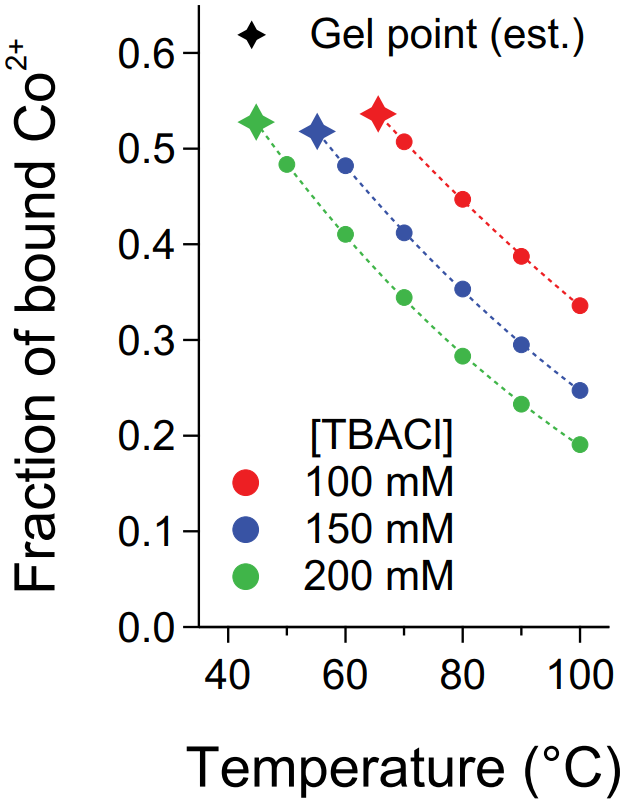 Gel point (est.)
Fraction of bound Co²⁺
0.6
0.5
0.4
0.3
0.2
0.1
0.0
[TBACl]
100 mM
150 mM
200 mM
40 60 80 100
Temperature (°C)